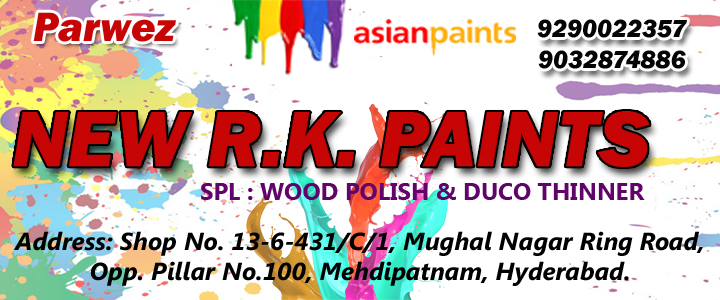 Parwez
asianpaints
9290022357
9032874886
NEW R.K. PAINTS
SPL : WOOD POLISH & DUCO THINNER
Address: Shop No. 13-6-431/C/1, Mughal Nagar Ring Road,
Opp. Pillar No.100, Mehdipatnam, Hyderabad.